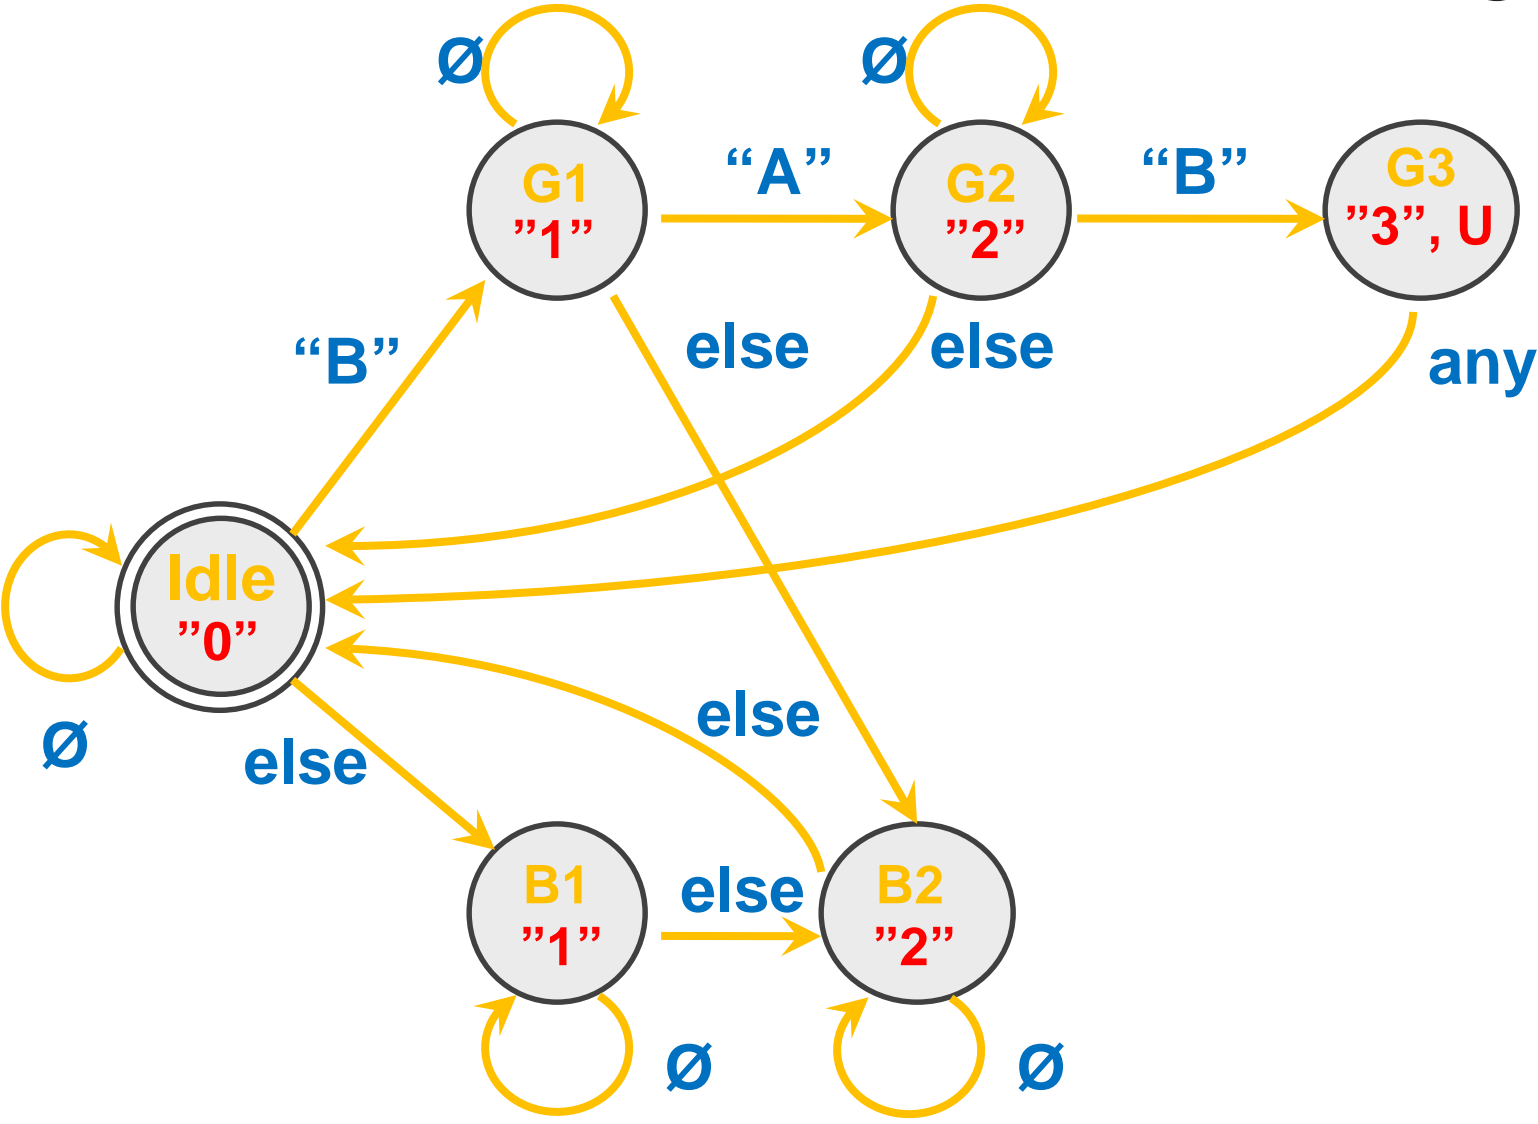 Ø
Ø
G1
”1”
“A”
G2
”2”
“B”
G3
”3”, U
“B”
else
else
any
Idle
”0”
Ø
else
else
B1
”1”
else
B2
”2”
Ø
Ø